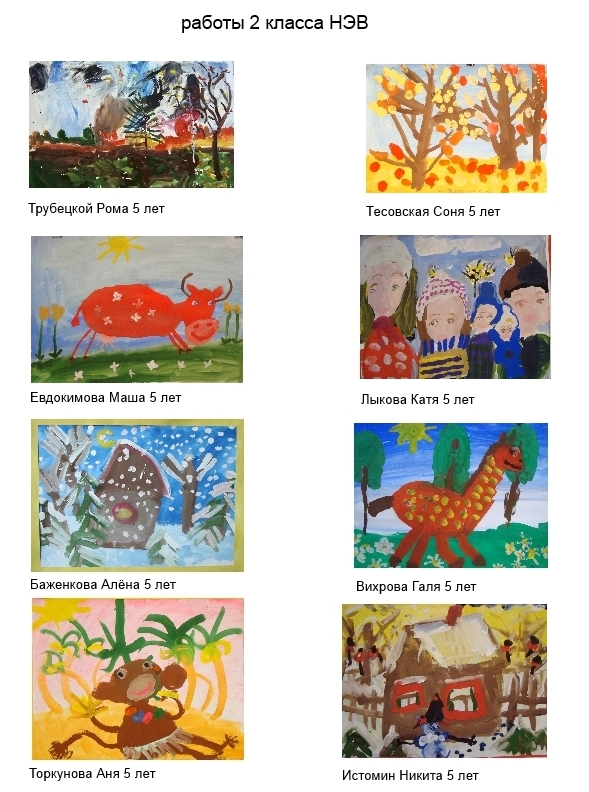 работы 2 класса НЭВ
Трубецкой Рома 5 лет
Тесовская Соня 5 лет
Евдокимова Маша 5 лет
Лыкова Катя 5 лет
Баженкова Алёна 5 лет
Вихрова Галя 5 лет
Торкунова Аня 5 лет
Истомин Никита 5 лет